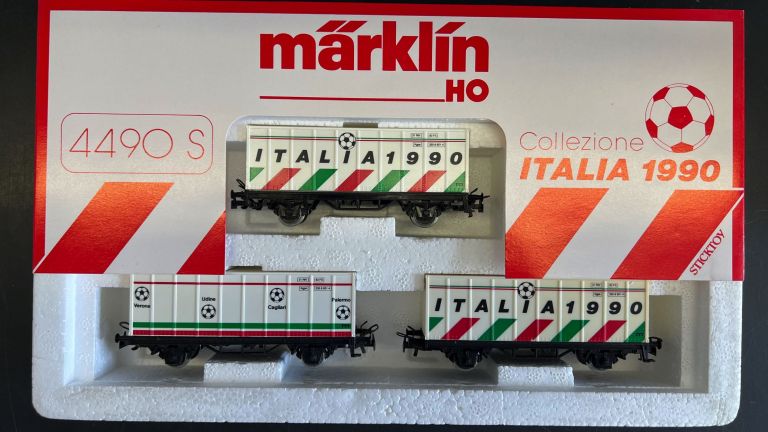 märklin
HO
4490 S
Collezione
ITALIA 1990
ITALIA1990
STICKTOY
Verona
Udine
Cagliari
Palermo
ITALIA1990